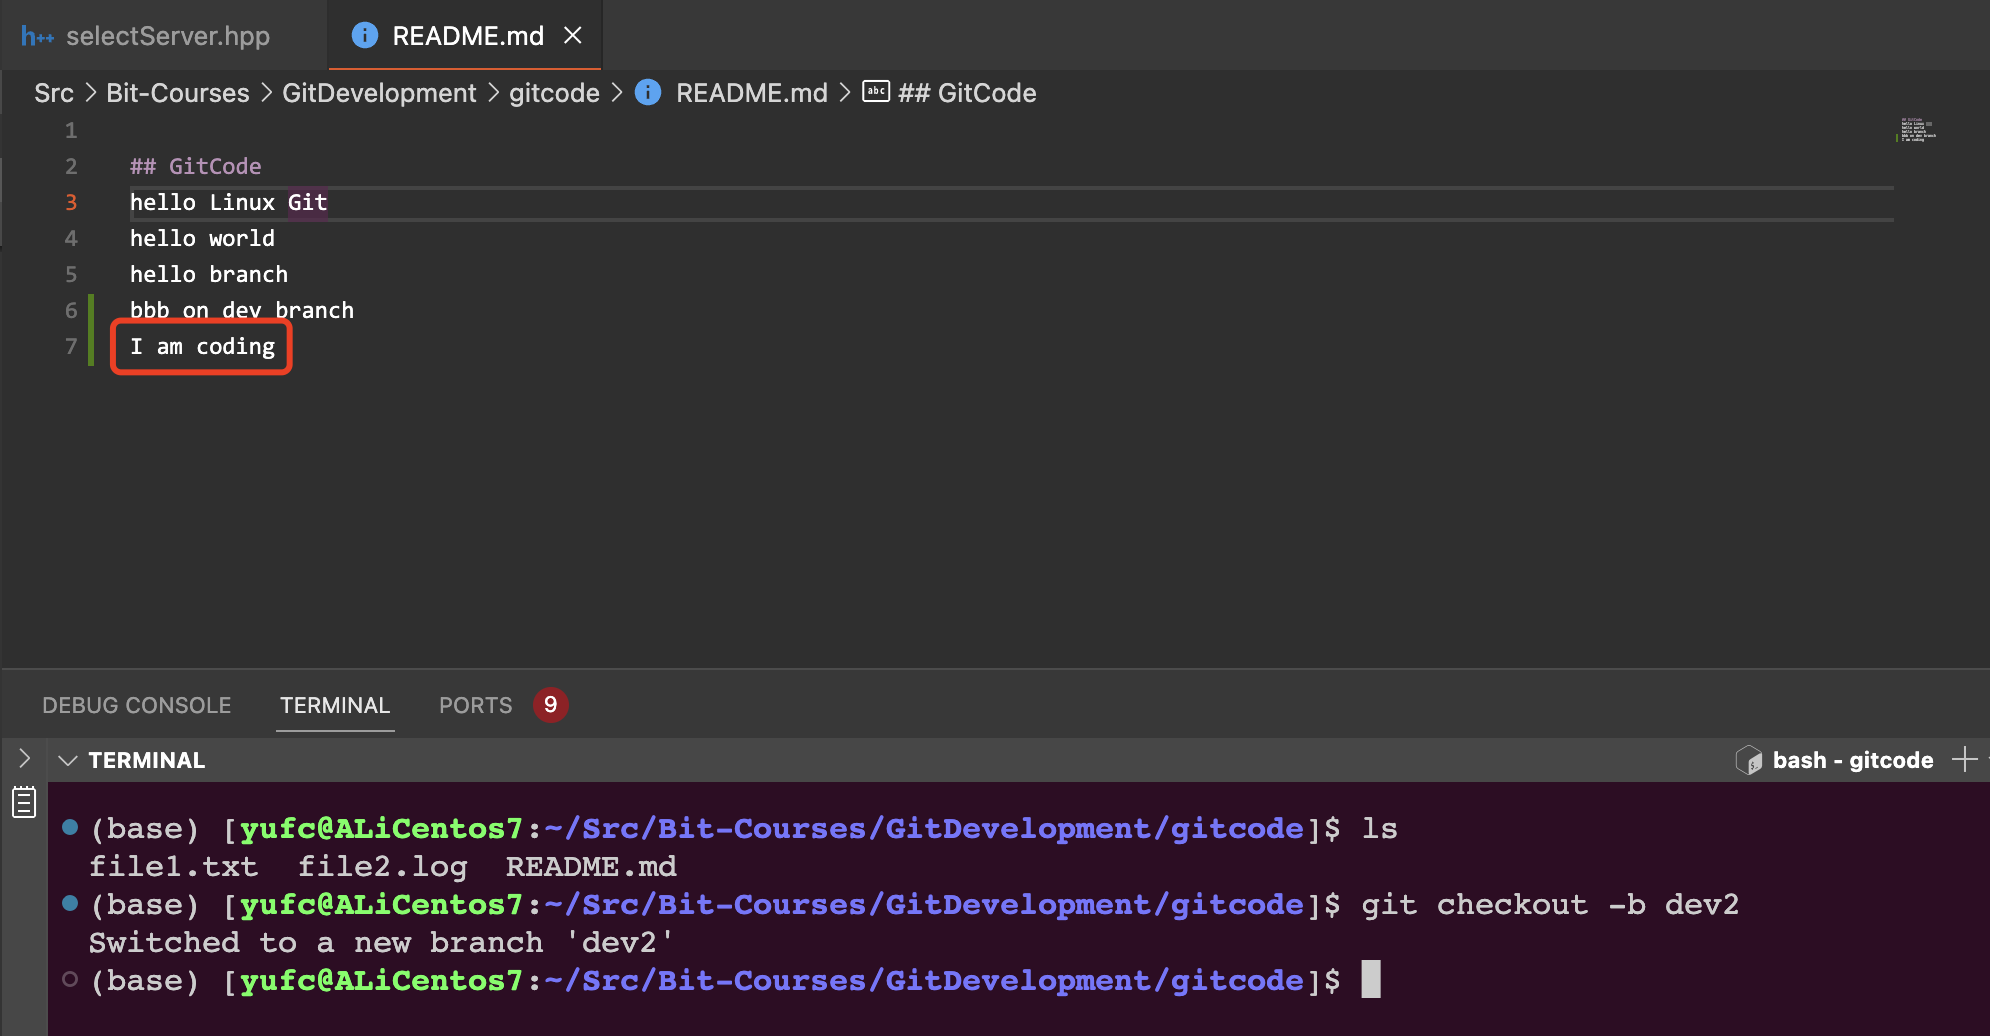 h++ selectServer.hpp
README.md
Src > Bit-Courses > GitDevelopment > gitcode > README.md > abc ## GitCode
1
2 ## GitCode
3 hello Linux Git
4 hello world
5 hello branch
6 bbb on dev branch
7 I am coding
DEBUG CONSOLE TERMINAL PORTS 9
TERMINAL
bash - gitcode
(base) [yufc@ALiCentos7:~/Src/Bit-Courses/GitDevelopment/gitcode]$ ls
file1.txt file2.log README.md
(base) [yufc@ALiCentos7:~/Src/Bit-Courses/GitDevelopment/gitcode]$ git checkout -b dev2
Switched to a new branch 'dev2'
(base) [yufc@ALiCentos7:~/Src/Bit-Courses/GitDevelopment/gitcode]$